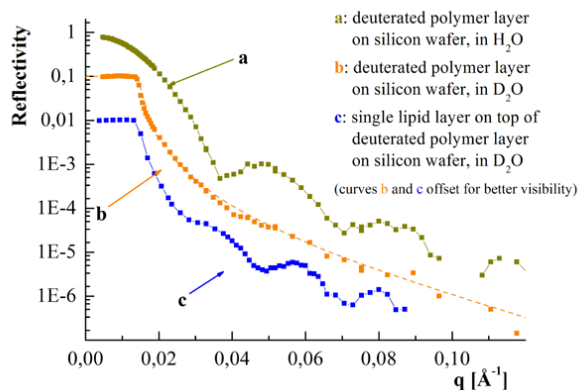 Reflectivity
1
0,1
0,01
1E-3
1E-4
1E-5
1E-6
a
b
c
0,00
0,02
0,04
0,06
0,08
0,10
q [Å⁻¹]
a: deuterated polymer layer
on silicon wafer, in H₂O
b: deuterated polymer layer
on silicon wafer, in D₂O
c: single lipid layer on top of
deuterated polymer layer
on silicon wafer, in D₂O
(curves b and c offset for better visibility)